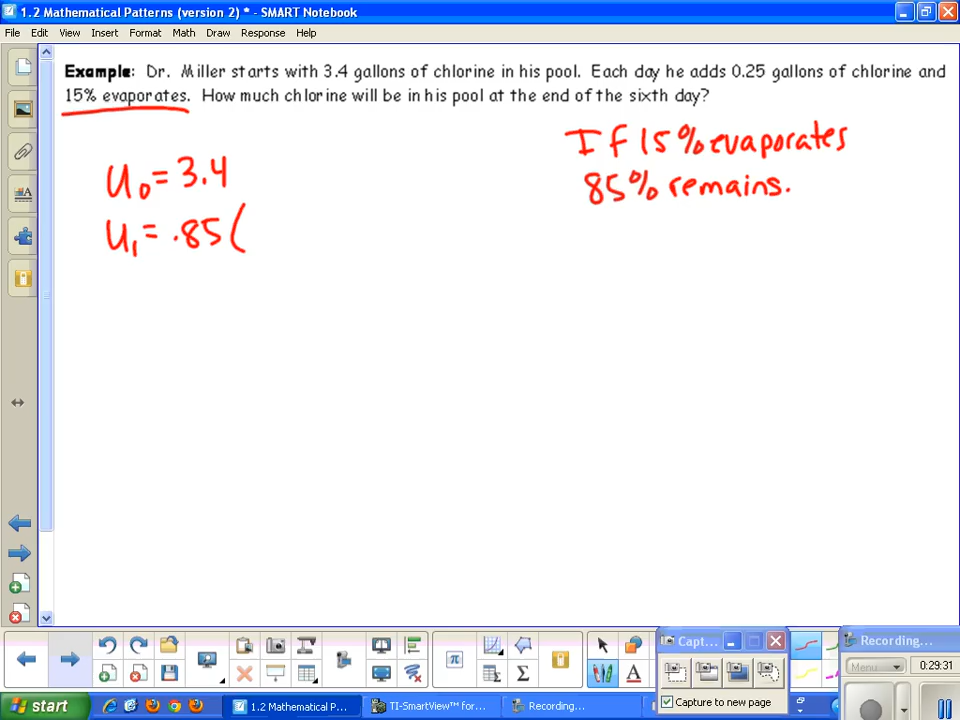 1.2 Mathematical Patterns (version 2) * - SMART Notebook
File Edit View Insert Format Math Draw Response Help
Example: Dr. Miller starts with 3.4 gallons of chlorine in his pool. Each day he adds 0.25 gallons of chlorine and
15% evaporates. How much chlorine will be in his pool at the end of the sixth day?
If 15% evaporates
85% remains.
u₀ = 3.4
u₁ = .85(
Capt...
Recording...
Menu
0:29:31
Capture to new page
start
1.2 Mathematical Pat...
TI-SmartView™ for...
Recording...